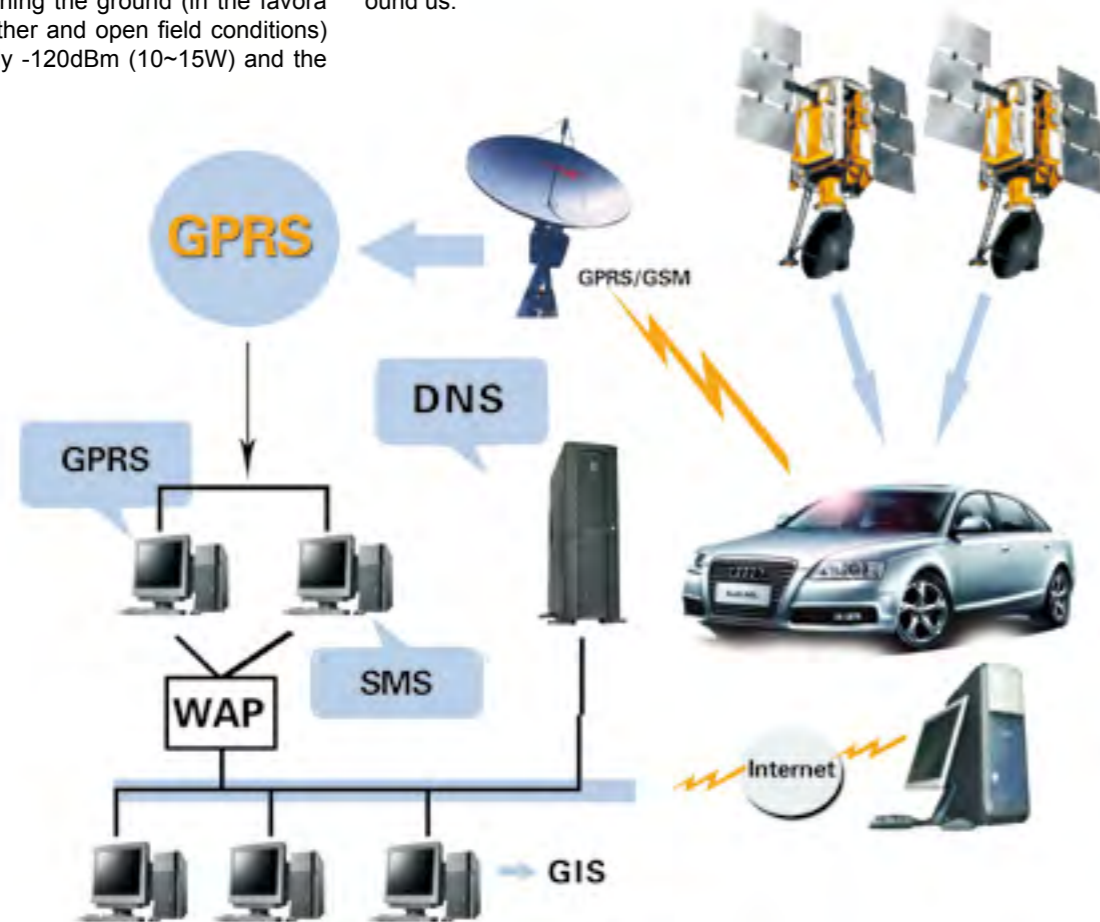 ning the ground (in the favora
ther and open field conditions)
y -120dBm (10~15W) and the
ound us.
GPRS
GPRS/GSM
DNS
GPRS
SMS
WAP
Internet
GIS